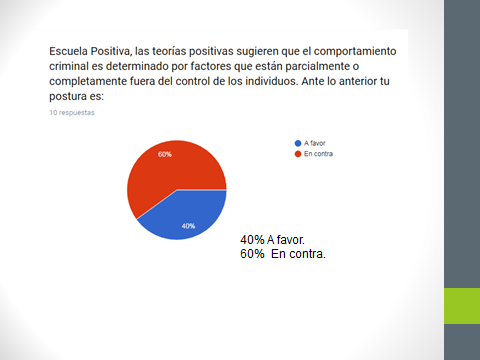 Escuela Positiva, las teorías positivas sugieren que el comportamiento
criminal es determinado por factores que están parcialmente o
completamente fuera del control de los individuos. Ante lo anterior tu
postura es:
10 respuestas
A favor
En contra
60%
40%
40% A favor.
60% En contra.